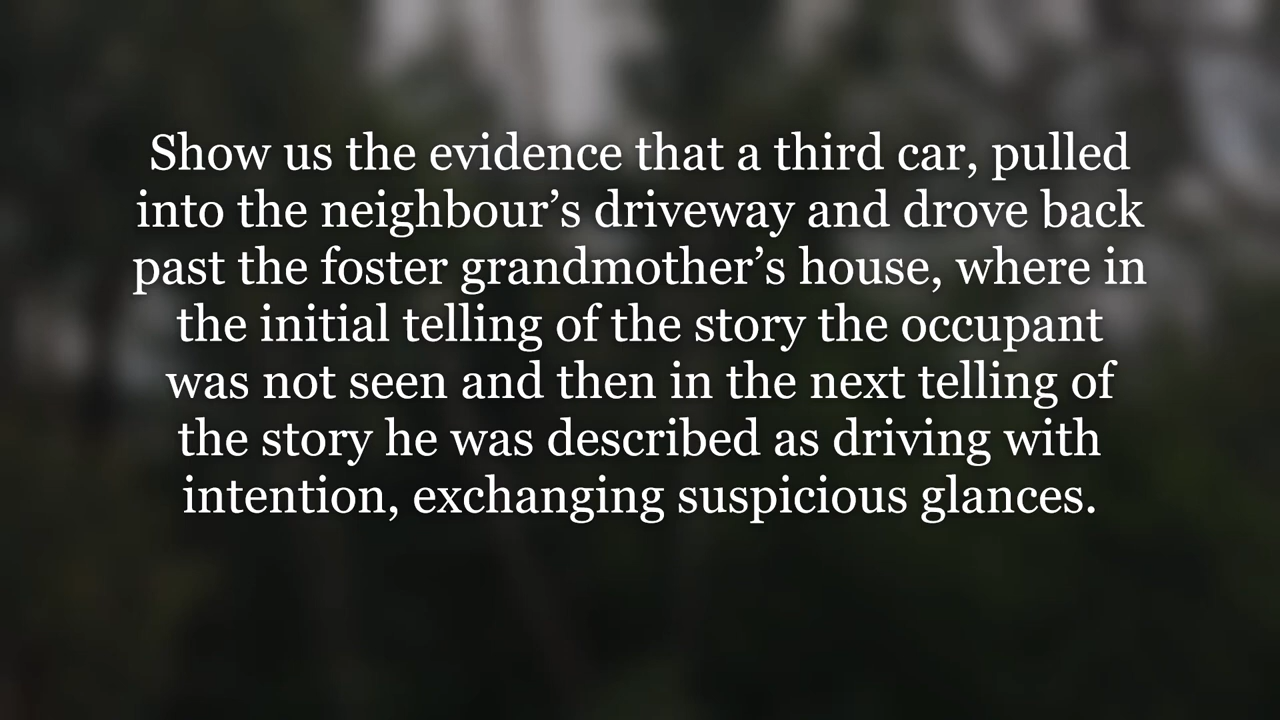 Show us the evidence that a third car, pulled
into the neighbour’s driveway and drove back
past the foster grandmother’s house, where in
the initial telling of the story the occupant
was not seen and then in the next telling of
the story he was described as driving with
intention, exchanging suspicious glances.